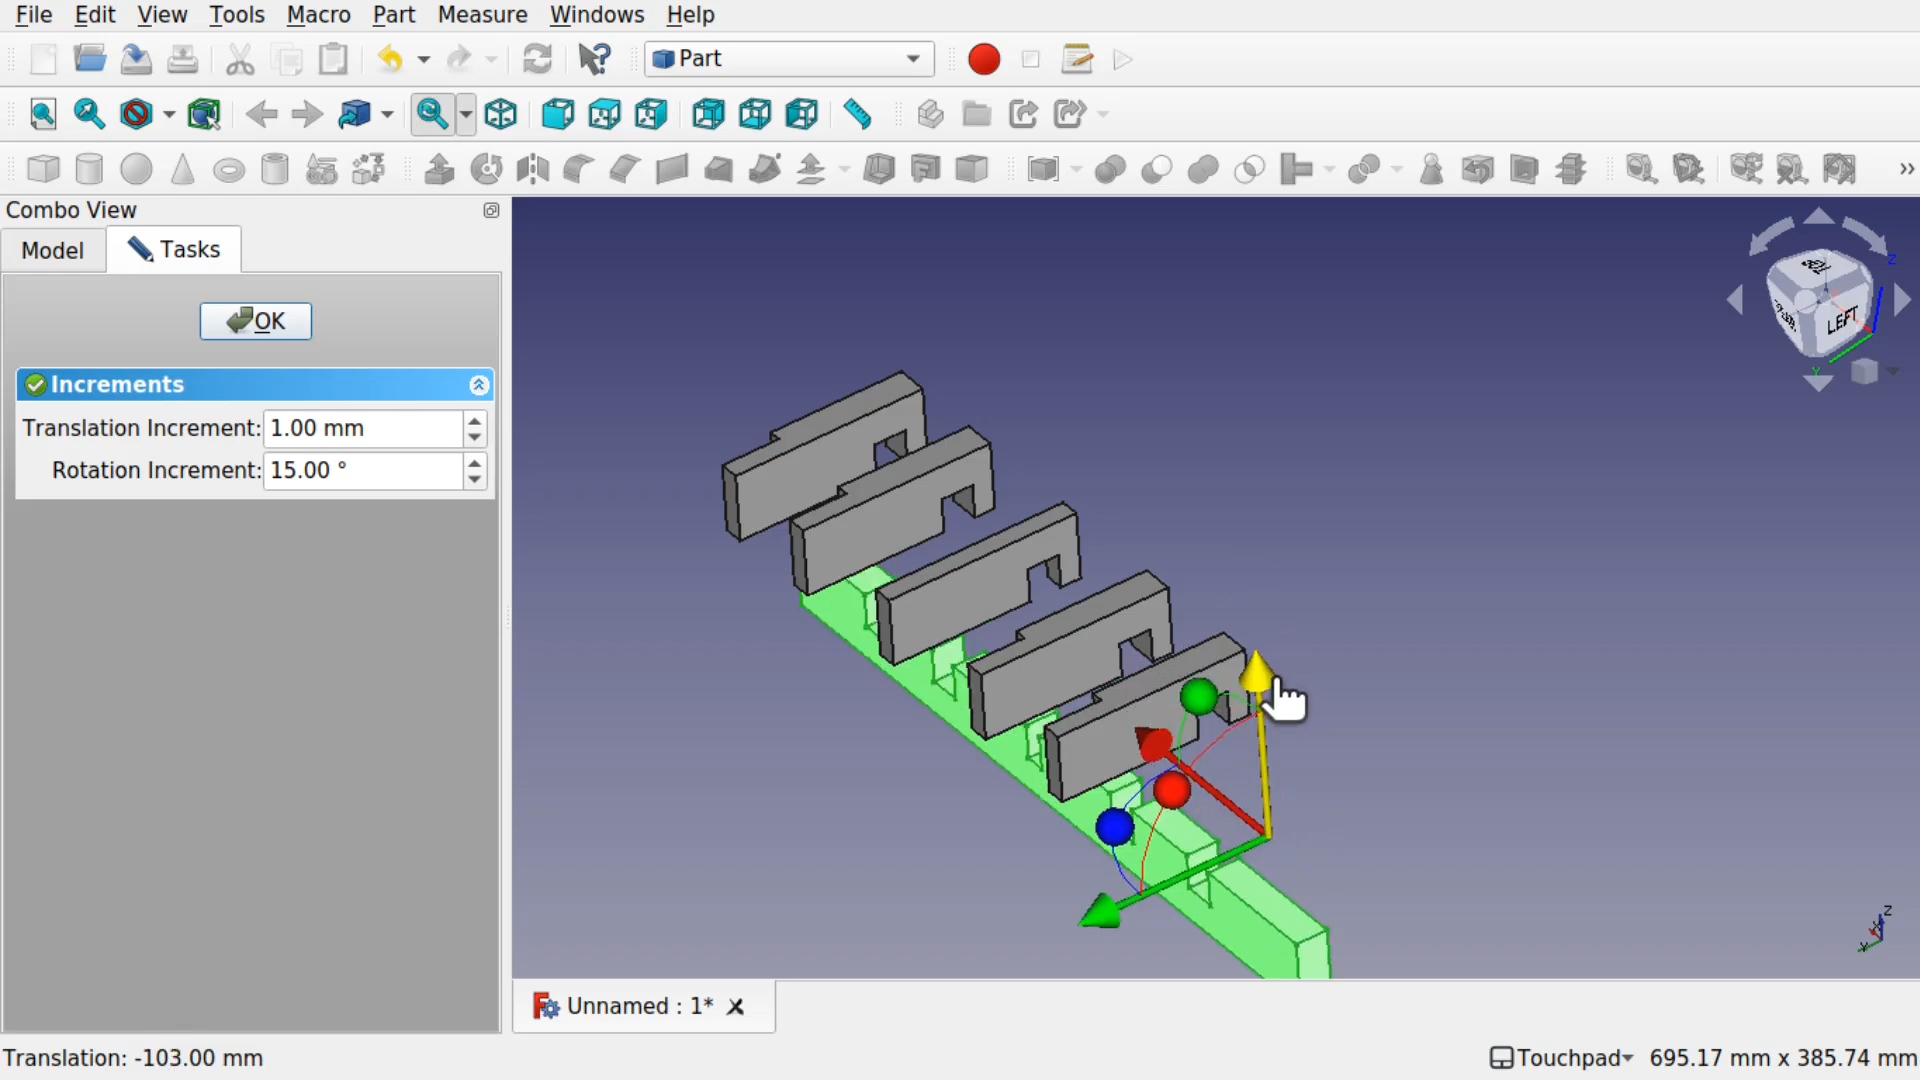 File Edit View Tools Macro Part Measure Windows Help
Part
Combo View
Model Tasks
OK
Increments
Translation Increment: 1.00 mm
Rotation Increment: 15.00 °
LEFT
Z
Y
Z
Y
Unnamed : 1*
Translation: -103.00 mm
Touchpad 695.17 mm x 385.74 mm